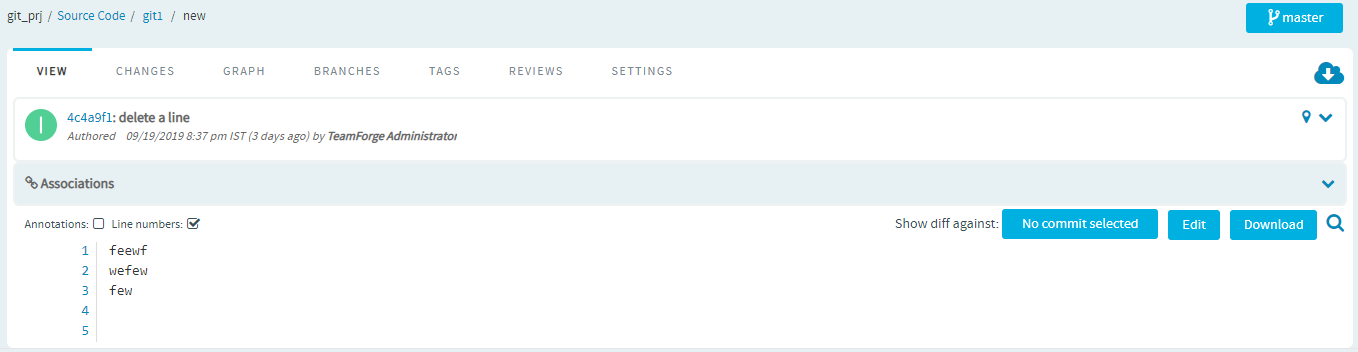 git_prj / Source Code / git1 / new
master
VIEW CHANGES GRAPH BRANCHES TAGS REVIEWS SETTINGS
I
4c4a9f1: delete a line
Authored 09/19/2019 8:37 pm IST (3 days ago) by TeamForge Administrator
Associations
Annotations: Line numbers: Show diff against: No commit selected Edit Download
1 feewf
2 wefew
3 few
4
5